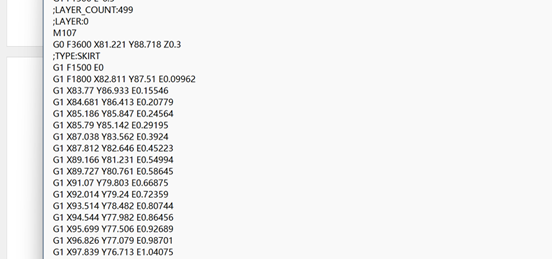 ;LAYER_COUNT:499
;LAYER:0
M107
G0 F3600 X81.221 Y88.718 Z0.3
;TYPE:SKIRT
G1 F1500 E0
G1 F1800 X82.811 Y87.51 E0.09962
G1 X83.77 Y86.933 E0.15546
G1 X84.681 Y86.413 E0.20779
G1 X85.186 Y85.847 E0.24564
G1 X85.79 Y85.142 E0.29195
G1 X87.038 Y83.562 E0.3924
G1 X87.812 Y82.646 E0.45223
G1 X89.166 Y81.231 E0.54994
G1 X89.727 Y80.761 E0.58645
G1 X91.07 Y79.803 E0.66875
G1 X92.014 Y79.24 E0.72359
G1 X93.514 Y78.482 E0.80744
G1 X94.544 Y77.982 E0.86456
G1 X95.699 Y77.506 E0.92689
G1 X96.826 Y77.079 E0.98701
G1 X97.839 Y76.713 E1.04075